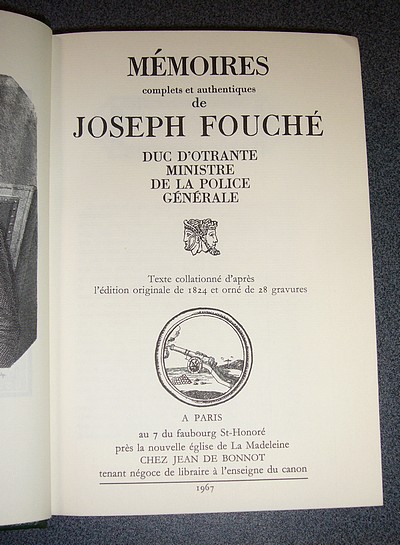 MÉMOIRES
complets et authentiques
de
JOSEPH FOUCHÉ
DUC D'OTRANTE
MINISTRE
DE LA POLICE
GÉNÉRALE
Texte collationné d'après
l'édition originale de 1824 et orné de 28 gravures
A PARIS
au 7 du faubourg St-Honoré
près la nouvelle église de La Madeleine
CHEZ JEAN DE BONNOT
tenant négoce de libraire à l'enseigne du canon
1967